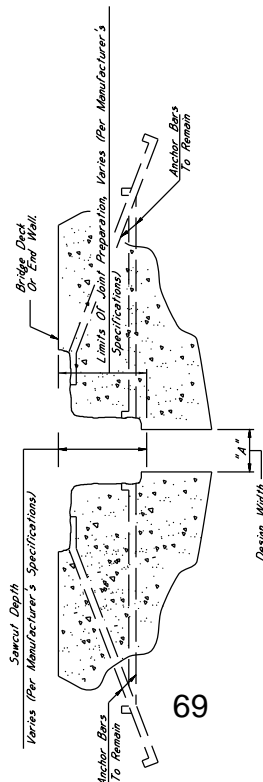 Sawcut Depth
Varies (Per Manufacturer's Specifications)
Bridge Deck
Or End Wall.
Limits Of Joint Preparation, Varies (Per Manufacturer's
Specifications)
Anchor Bars
To Remain
Anchor Bars
To Remain
"A"
Design Width
69